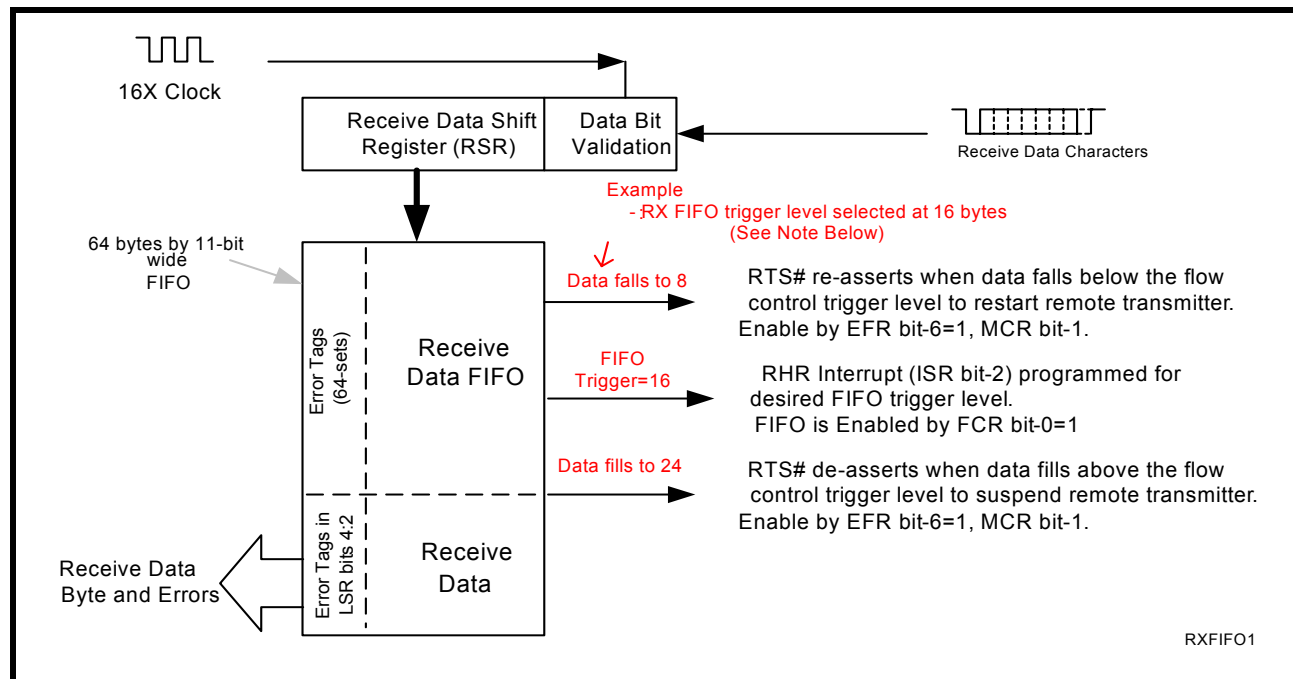 16X Clock
Receive Data Shift
Register (RSR)
Data Bit
Validation
Receive Data Characters
Example
- :RX FIFO trigger level selected at 16 bytes
(See Note Below)
64 bytes by 11-bit
wide
FIFO
Data falls to 8
RTS# re-asserts when data falls below the flow
control trigger level to restart remote transmitter.
Enable by EFR bit-6=1, MCR bit-1.
Error Tags
(64-sets)
Receive
Data FIFO
FIFO
Trigger=16
RHR Interrupt (ISR bit-2) programmed for
desired FIFO trigger level.
FIFO is Enabled by FCR bit-0=1
Data fills to 24
RTS# de-asserts when data fills above the flow
control trigger level to suspend remote transmitter.
Enable by EFR bit-6=1, MCR bit-1.
Error Tags in
LSR bits 4:2
Receive
Data
Receive Data
Byte and Errors
RXFIFO1